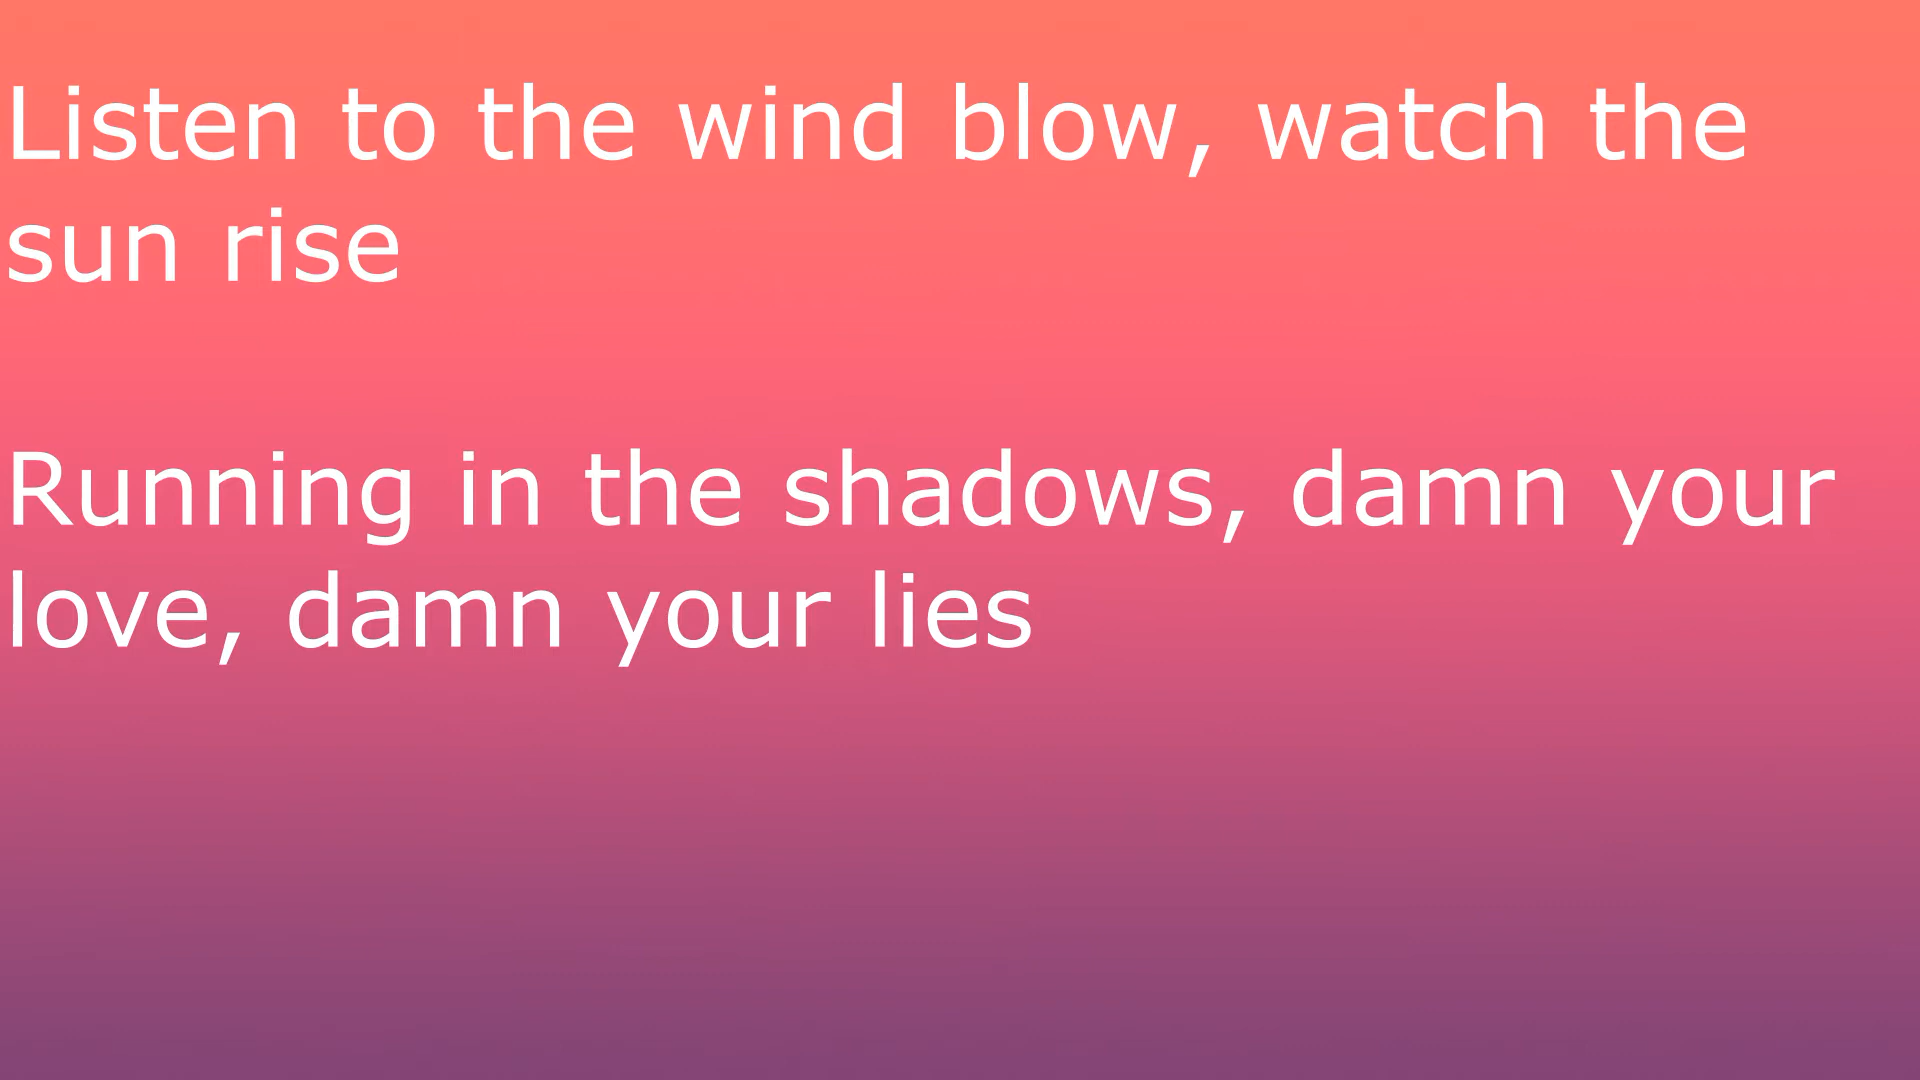 Listen to the wind blow, watch the
sun rise
Running in the shadows, damn your
love, damn your lies